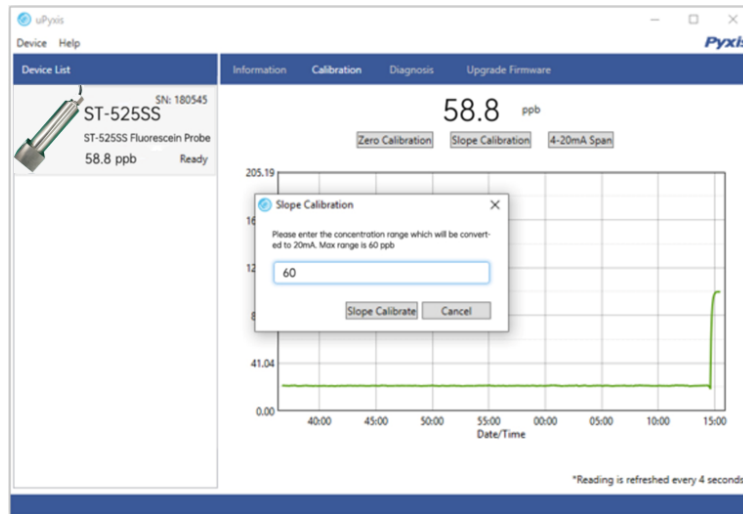 uPyxis
Device Help
Pyxis
Device List
Information Calibration Diagnosis Upgrade Firmware
SN: 180545
ST-525SS
ST-525SS Fluorescein Probe
58.8 ppb Ready
58.8 ppb
Zero Calibration Slope Calibration 4-20mA Span
205.19
Slope Calibration
Please enter the concentration range which will be convert-
ed to 20mA. Max range is 60 ppb
60
Slope Calibrate Cancel
41.04
0.00
40:00 45:00 50:00 55:00 00:00 05:00 10:00 15:00
Date/Time
*Reading is refreshed every 4 seconds